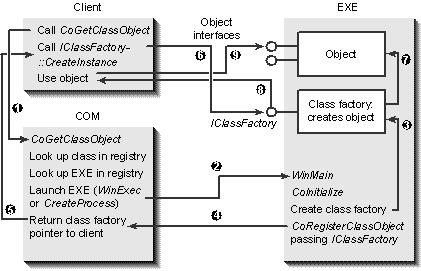 Client
Call CoGetClassObject
Call IClassFactory-
::CreateInstance
Use object
Object
interfaces
EXE
Object
Class factory:
creates object
IClassFactory
WinMain
CoInitialize
Create class factory
CoRegisterClassObject
passing IClassFactory
COM
CoGetClassObject
Look up class in registry
Look up EXE in registry
Launch EXE (WinExec
or CreateProcess)
Return class factory
pointer to client
1
2
3
4
5
6
7
8
9